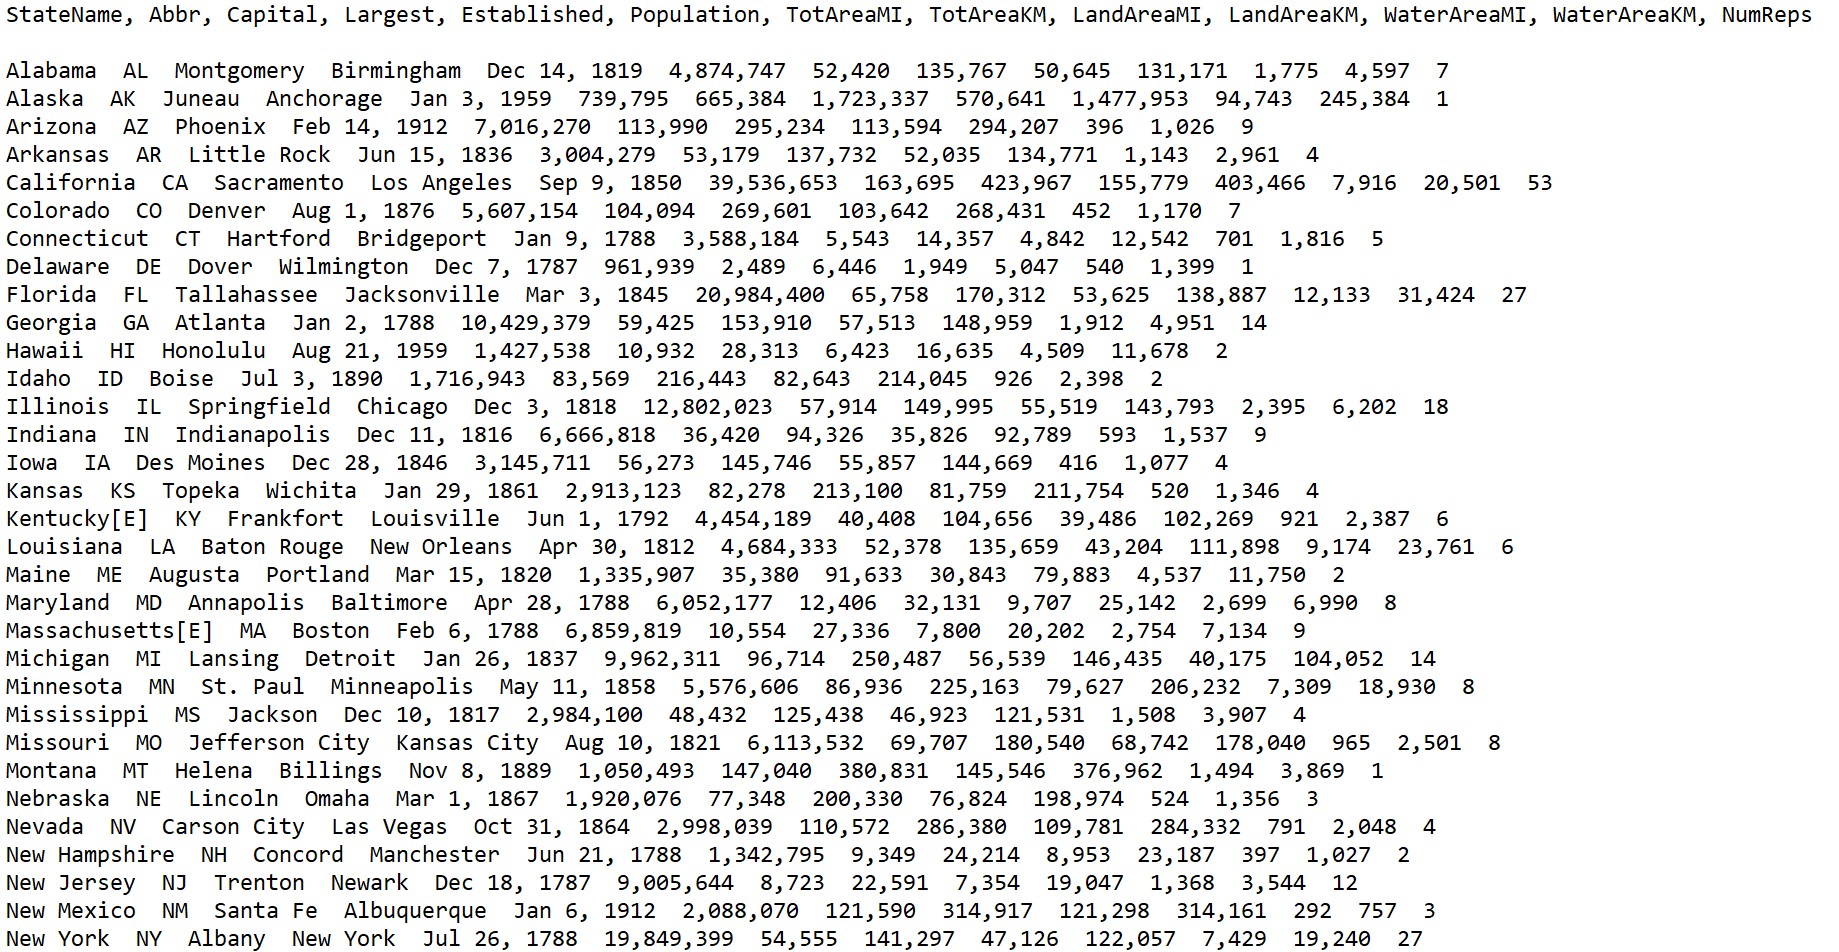 StateName, Abbr, Capital, Largest, Established, Population, TotAreaMI, TotAreaKM, LandAreaMI, LandAreaKM, WaterAreaMI, WaterAreaKM, NumReps
Alabama  AL  Montgomery  Birmingham  Dec 14, 1819  4,874,747  52,420  135,767  50,645  131,171  1,775  4,597  7
Alaska  AK  Juneau  Anchorage  Jan 3, 1959  739,795  665,384  1,723,337  570,641  1,477,953  94,743  245,384  1
Arizona  AZ  Phoenix  Feb 14, 1912  7,016,270  113,990  295,234  113,594  294,207  396  1,026  9
Arkansas  AR  Little Rock  Jun 15, 1836  3,004,279  53,179  137,732  52,035  134,771  1,143  2,961  4
California  CA  Sacramento  Los Angeles  Sep 9, 1850  39,536,653  163,695  423,967  155,779  403,466  7,916  20,501  53
Colorado  CO  Denver  Aug 1, 1876  5,607,154  104,094  269,601  103,642  268,431  452  1,170  7
Connecticut  CT  Hartford  Bridgeport  Jan 9, 1788  3,588,184  5,543  14,357  4,842  12,542  701  1,816  5
Delaware  DE  Dover  Wilmington  Dec 7, 1787  961,939  2,489  6,446  1,949  5,047  540  1,399  1
Florida  FL  Tallahassee  Jacksonville  Mar 3, 1845  20,984,400  65,758  170,312  53,625  138,887  12,133  31,424  27
Georgia  GA  Atlanta  Jan 2, 1788  10,429,379  59,425  153,910  57,513  148,959  1,912  4,951  14
Hawaii  HI  Honolulu  Aug 21, 1959  1,427,538  10,932  28,313  6,423  16,635  4,509  11,678  2
Idaho  ID  Boise  Jul 3, 1890  1,716,943  83,569  216,443  82,643  214,045  926  2,398  2
Illinois  IL  Springfield  Chicago  Dec 3, 1818  12,802,023  57,914  149,995  55,519  143,793  2,395  6,202  18
Indiana  IN  Indianapolis  Dec 11, 1816  6,666,818  36,420  94,326  35,826  92,789  593  1,537  9
Iowa  IA  Des Moines  Dec 28, 1846  3,145,711  56,273  145,746  55,857  144,669  416  1,077  4
Kansas  KS  Topeka  Wichita  Jan 29, 1861  2,913,123  82,278  213,100  81,759  211,754  520  1,346  4
Kentucky[E]  KY  Frankfort  Louisville  Jun 1, 1792  4,454,189  40,408  104,656  39,486  102,269  921  2,387  6
Louisiana  LA  Baton Rouge  New Orleans  Apr 30, 1812  4,684,333  52,378  135,659  43,204  111,898  9,174  23,761  6
Maine  ME  Augusta  Portland  Mar 15, 1820  1,335,907  35,380  91,633  30,843  79,883  4,537  11,750  2
Maryland  MD  Annapolis  Baltimore  Apr 28, 1788  6,052,177  12,406  32,131  9,707  25,142  2,699  6,990  8
Massachusetts[E]  MA  Boston  Feb 6, 1788  6,859,819  10,554  27,336  7,800  20,202  2,754  7,134  9
Michigan  MI  Lansing  Detroit  Jan 26, 1837  9,962,311  96,714  250,487  56,539  146,435  40,175  104,052  14
Minnesota  MN  St. Paul  Minneapolis  May 11, 1858  5,576,606  86,936  225,163  79,627  206,232  7,309  18,930  8
Mississippi  MS  Jackson  Dec 10, 1817  2,984,100  48,432  125,438  46,923  121,531  1,508  3,907  4
Missouri  MO  Jefferson City  Kansas City  Aug 10, 1821  6,113,532  69,707  180,540  68,742  178,040  965  2,501  8
Montana  MT  Helena  Billings  Nov 8, 1889  1,050,493  147,040  380,831  145,546  376,962  1,494  3,869  1
Nebraska  NE  Lincoln  Omaha  Mar 1, 1867  1,920,076  77,348  200,330  76,824  198,974  524  1,356  3
Nevada  NV  Carson City  Las Vegas  Oct 31, 1864  2,998,039  110,572  286,380  109,781  284,332  791  2,048  4
New Hampshire  NH  Concord  Manchester  Jun 21, 1788  1,342,795  9,349  24,214  8,953  23,187  397  1,027  2
New Jersey  NJ  Trenton  Newark  Dec 18, 1787  9,005,644  8,723  22,591  7,354  19,047  1,368  3,544  12
New Mexico  NM  Santa Fe  Albuquerque  Jan 6, 1912  2,088,070  121,590  314,917  121,298  314,161  292  757  3
New York  NY  Albany  New York  Jul 26, 1788  19,849,399  54,555  141,297  47,126  122,057  7,429  19,240  27